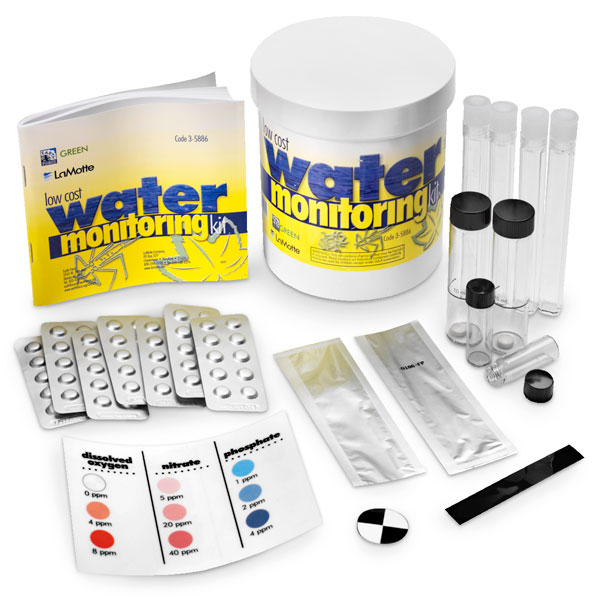 Code 3-5886
GREEN
LaMotte
low cost
water
monitoring
kit
low cost
water
monitoring
kit
GREEN
LaMotte
Code 3-5886
dissolved
oxygen
0 ppm
4 ppm
8 ppm
nitrate
5 ppm
20 ppm
40 ppm
phosphate
1 ppm
2 ppm
4 ppm